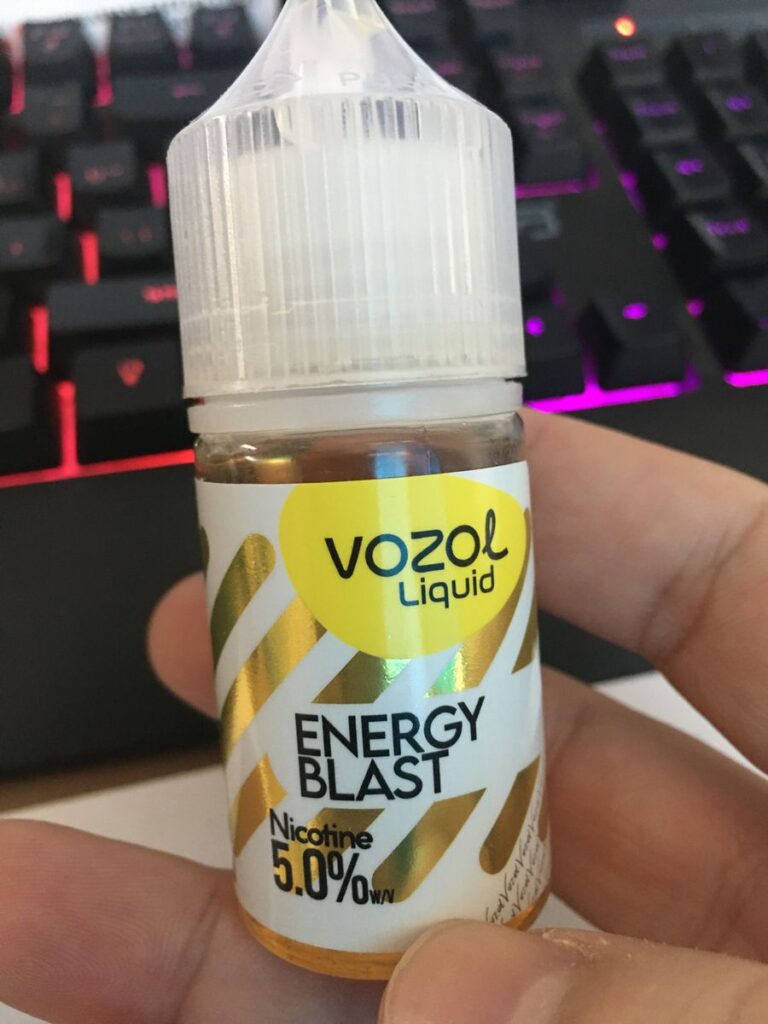 VOZOL
Liquid
ENERGY
BLAST
Nicotine
5.0% W/V